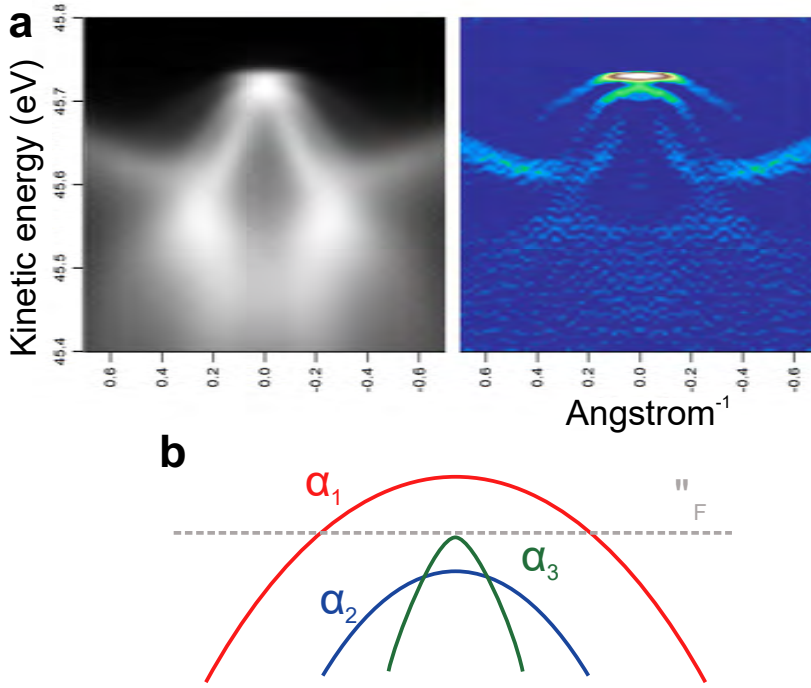 a
Kinetic energy (eV)
45.8
45.7
45.6
45.5
45.4
0.6
0.4
0.2
0.0
-0.2
-0.4
-0.6
0.6
0.4
0.2
0.0
-0.2
-0.4
-0.6
Angstrom⁻¹
b
α₁
"F
α₃
α₂